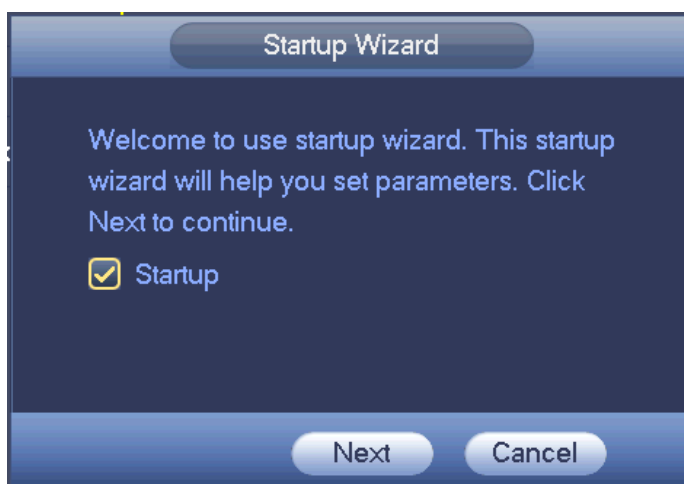 Startup Wizard
Welcome to use startup wizard. This startup
wizard will help you set parameters. Click
Next to continue.
Startup
Next
Cancel